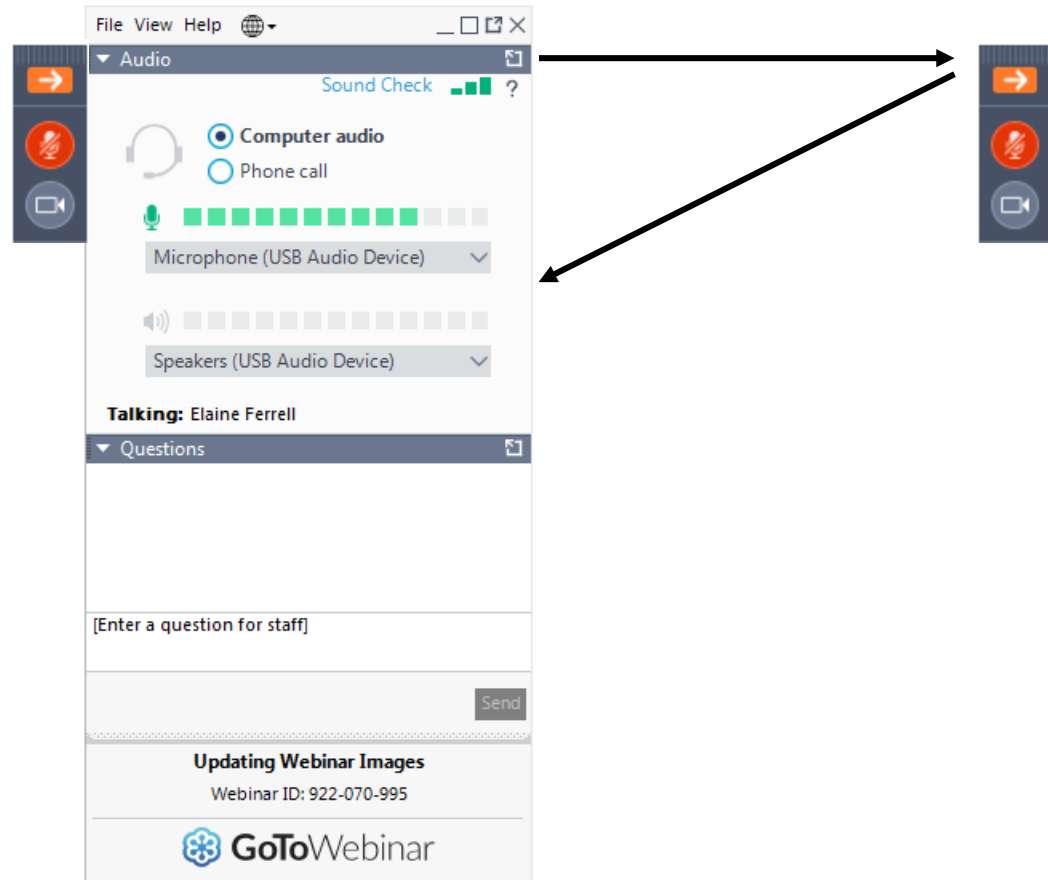 File View Help
Audio
Sound Check ?
Computer audio
Phone call
Microphone (USB Audio Device)
Speakers (USB Audio Device)
Talking: Elaine Ferrell
Questions
[Enter a question for staff]
Send
Updating Webinar Images
Webinar ID: 922-070-995
GoToWebinar